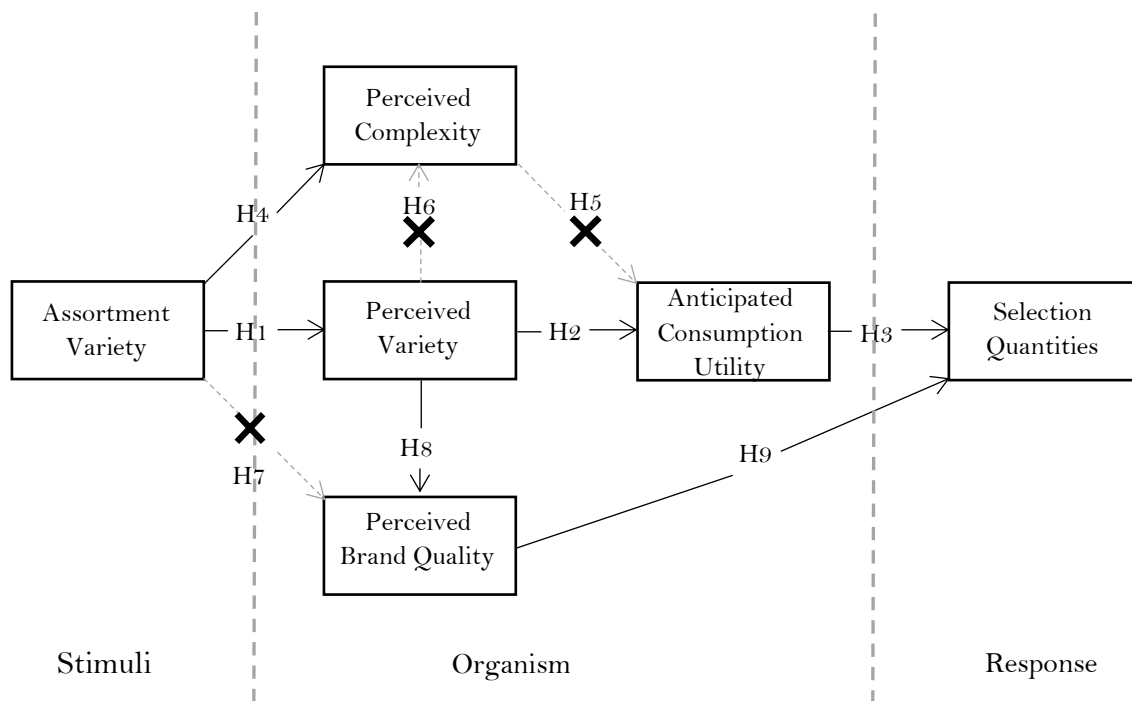 Perceived
Complexity
H4
H6
H5
Assortment
Variety
H1
Perceived
Variety
H2
Anticipated
Consumption
Utility
H3
Selection
Quantities
H7
H8
H9
Perceived
Brand Quality
Stimuli
Organism
Response